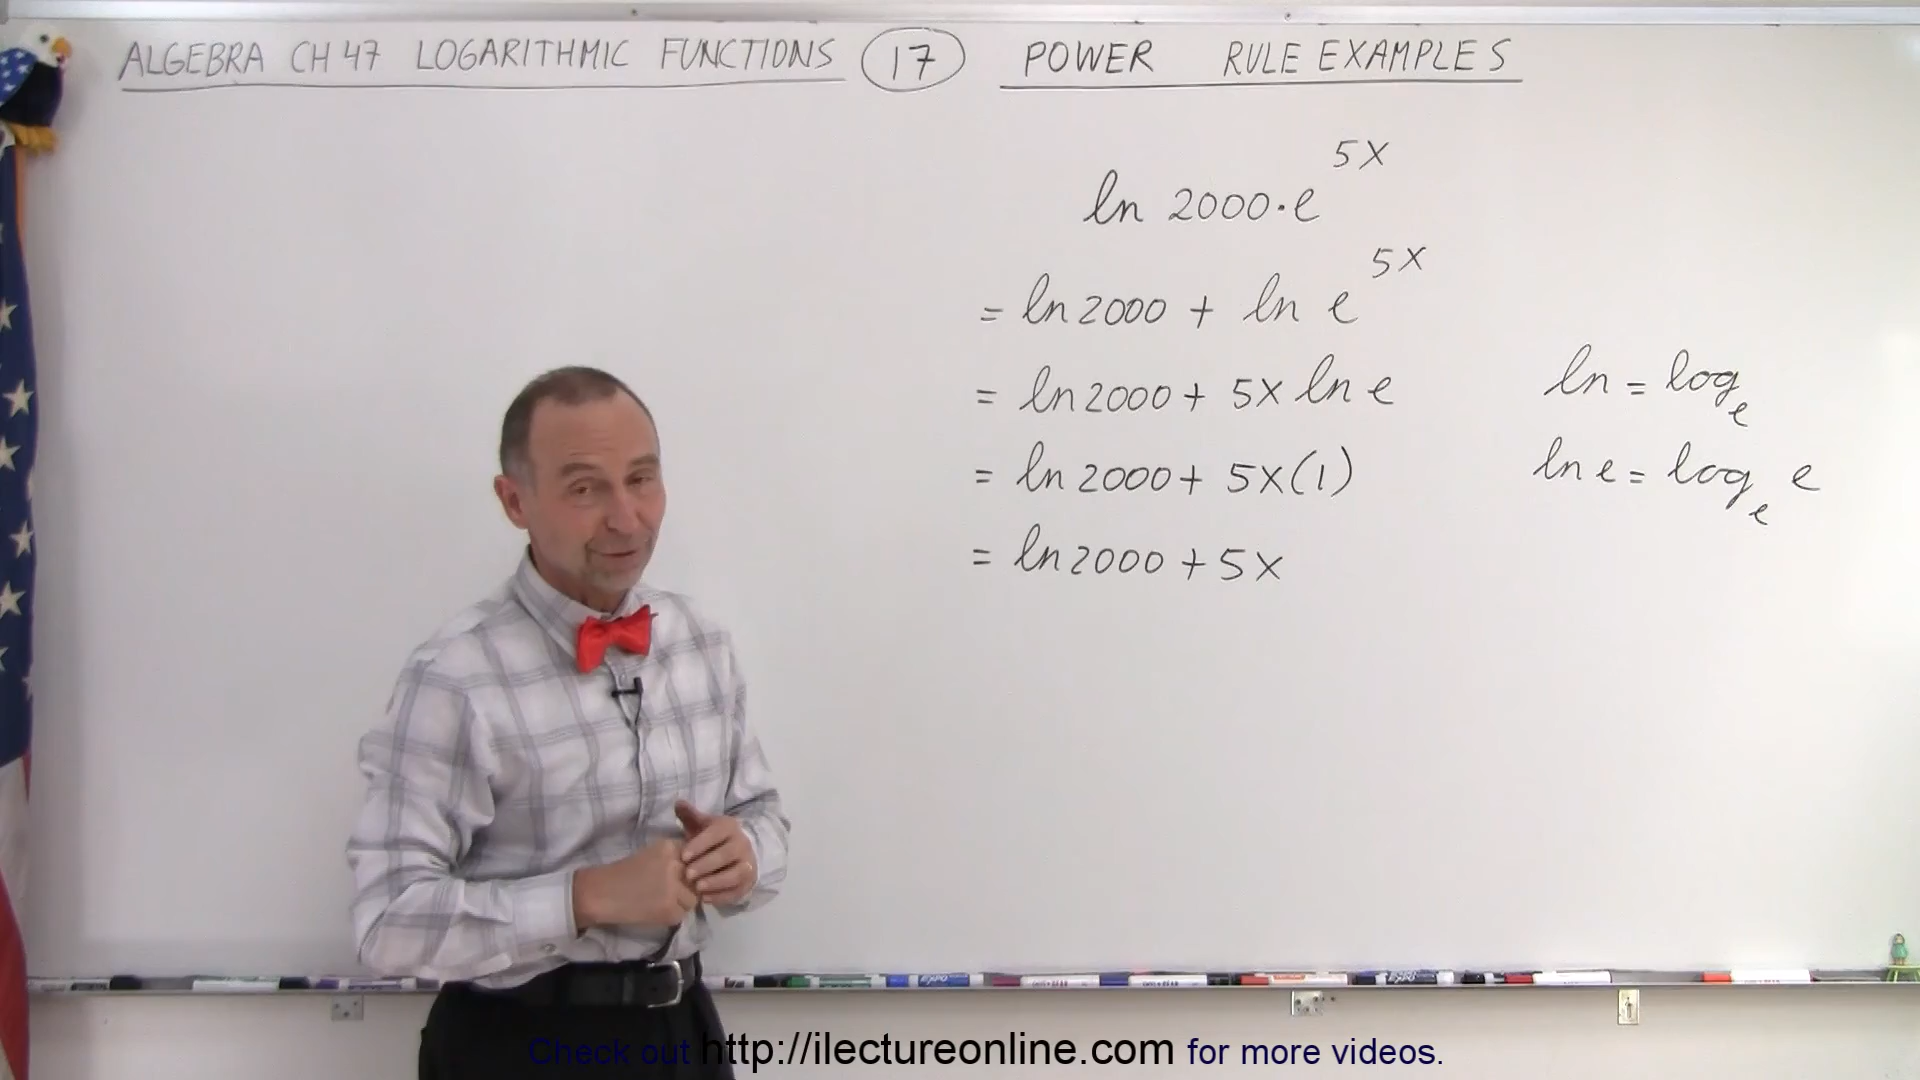 ALGEBRA CH 47 LOGARITHMIC FUNCTIONS 17 POWER RULE EXAMPLES
ln 2000·e^5x
= ln 2000 + ln e^5x
= ln 2000 + 5x ln e
ln = log_e
= ln 2000 + 5x(1)
ln e = log_e e
= ln 2000 + 5x
Check out http://ilectureonline.com for more videos.